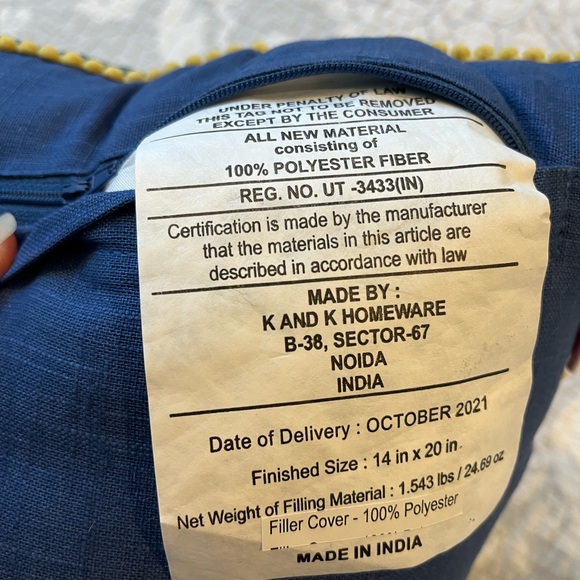 UNDER PENALTY OF LAW
THIS TAG NOT TO BE REMOVED
EXCEPT BY THE CONSUMER
ALL NEW MATERIAL
consisting of
100% POLYESTER FIBER
REG. NO. UT -3433(IN)
Certification is made by the manufacturer
that the materials in this article are
described in accordance with law
MADE BY :
K AND K HOMEWARE
B-38, SECTOR-67
NOIDA
INDIA
Date of Delivery : OCTOBER 2021
Finished Size : 14 in x 20 in.
Net Weight of Filling Material : 1.543 lbs / 24.69 oz
Filler Cover - 100% Polyester
MADE IN INDIA